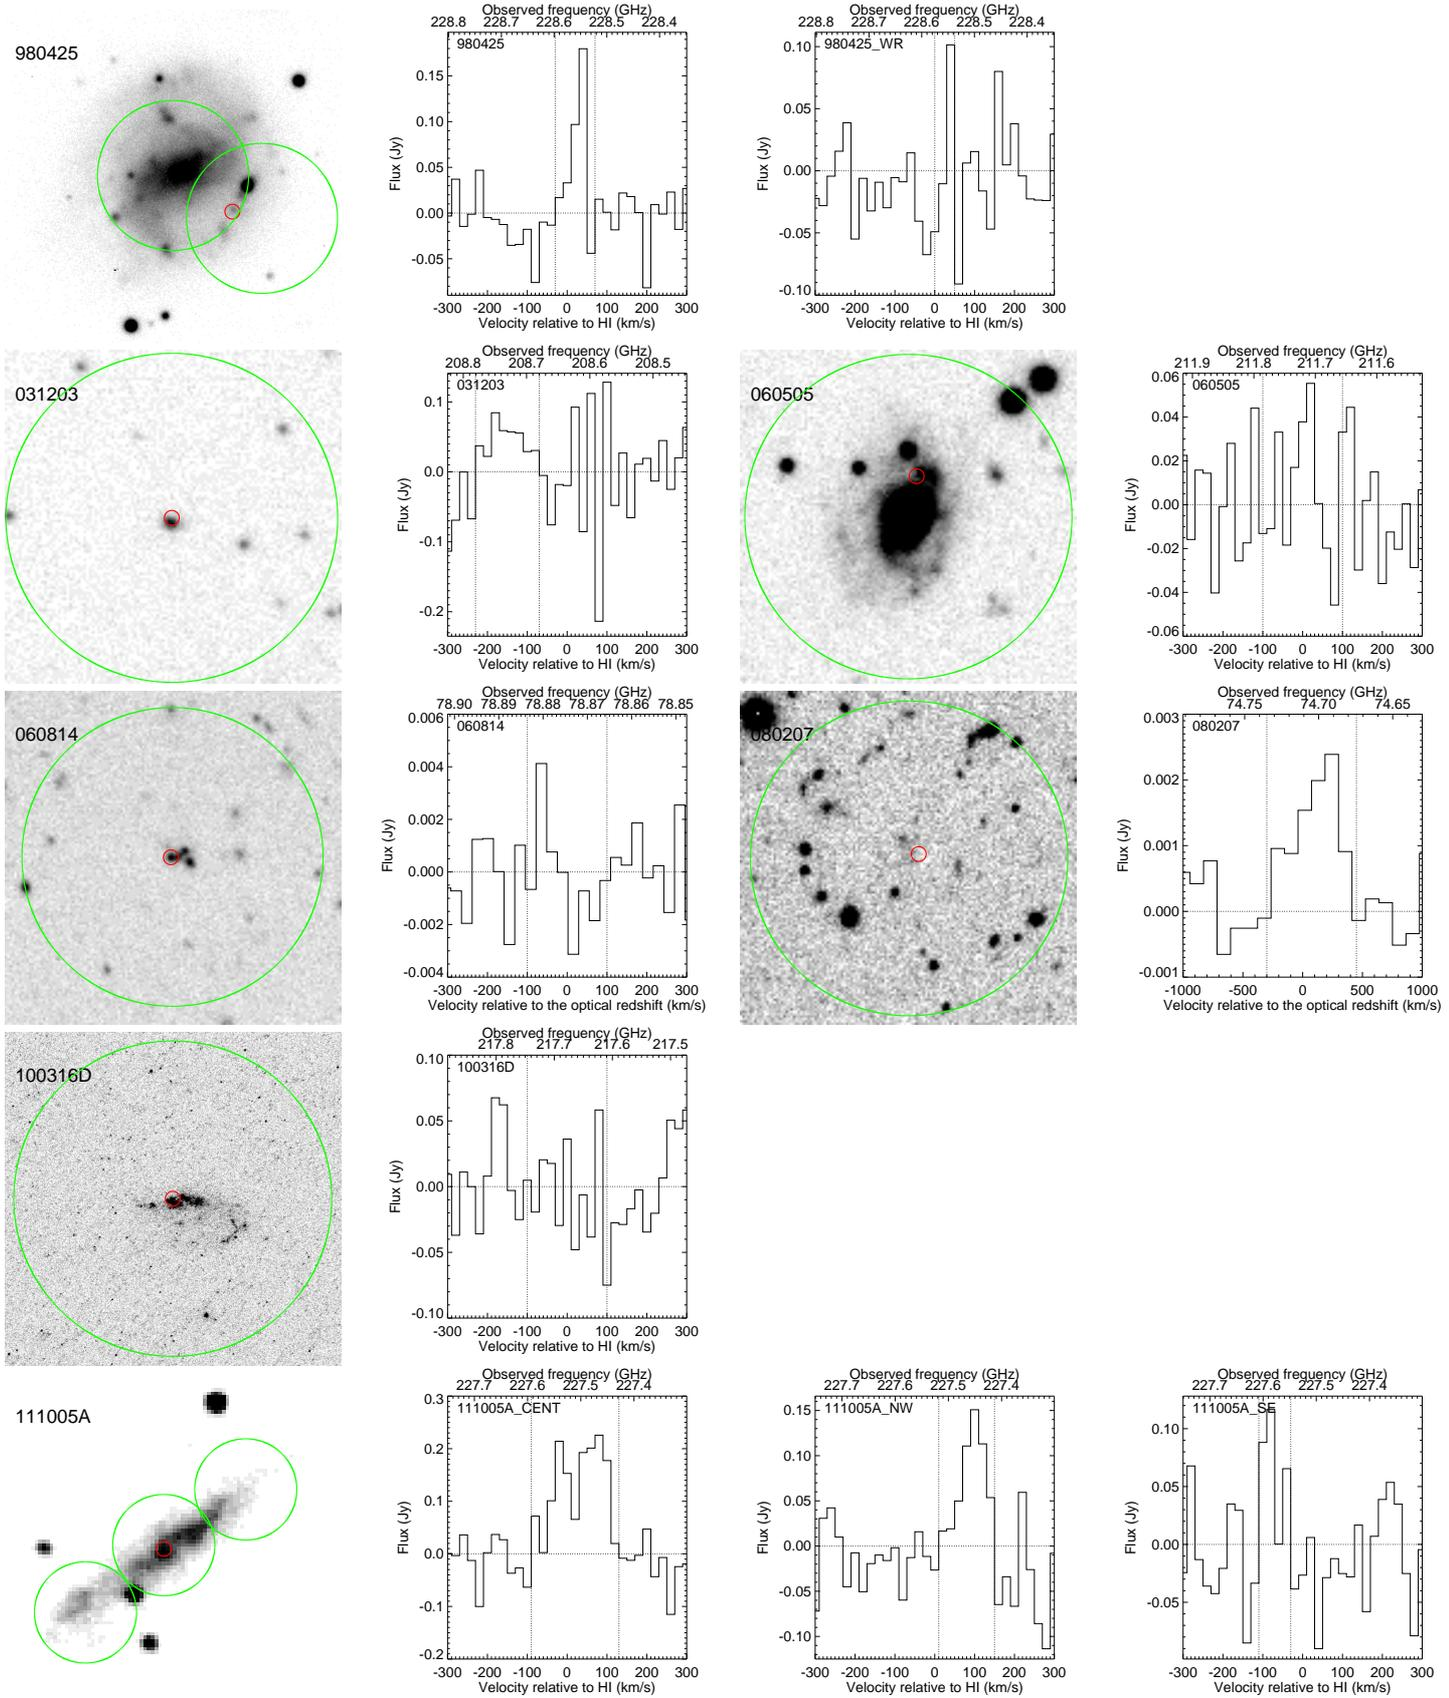 980425
Observed frequency (GHz)
228.8 228.7 228.6 228.5 228.4
980425
0.15
0.10
0.05
0.00
-0.05
Flux (Jy)
-300 -200 -100 0 100 200 300
Velocity relative to HI (km/s)
Observed frequency (GHz)
228.8 228.7 228.6 228.5 228.4
980425_WR
0.10
0.05
0.00
-0.05
-0.10
Flux (Jy)
-300 -200 -100 0 100 200 300
Velocity relative to HI (km/s)
031203
Observed frequency (GHz)
208.8 208.7 208.6 208.5
031203
0.1
0.0
-0.1
-0.2
Flux (Jy)
-300 -200 -100 0 100 200 300
Velocity relative to HI (km/s)
060505
Observed frequency (GHz)
211.9 211.8 211.7 211.6
060505
0.06
0.04
0.02
0.00
-0.02
-0.04
-0.06
Flux (Jy)
-300 -200 -100 0 100 200 300
Velocity relative to HI (km/s)
060814
Observed frequency (GHz)
78.90 78.89 78.88 78.87 78.86 78.85
060814
0.006
0.004
0.002
0.000
-0.002
-0.004
Flux (Jy)
-300 -200 -100 0 100 200 300
Velocity relative to the optical redshift (km/s)
080207
Observed frequency (GHz)
74.75 74.70 74.65
080207
0.003
0.002
0.001
0.000
-0.001
Flux (Jy)
-1000 -500 0 500 1000
Velocity relative to the optical redshift (km/s)
100316D
Observed frequency (GHz)
217.8 217.7 217.6 217.5
100316D
0.10
0.05
0.00
-0.05
-0.10
Flux (Jy)
-300 -200 -100 0 100 200 300
Velocity relative to HI (km/s)
111005A
Observed frequency (GHz)
227.7 227.6 227.5 227.4
111005A_CENT
0.3
0.2
0.1
0.0
-0.1
-0.2
Flux (Jy)
-300 -200 -100 0 100 200 300
Velocity relative to HI (km/s)
Observed frequency (GHz)
227.7 227.6 227.5 227.4
111005A_NW
0.15
0.10
0.05
0.00
-0.05
-0.10
Flux (Jy)
-300 -200 -100 0 100 200 300
Velocity relative to HI (km/s)
Observed frequency (GHz)
227.7 227.6 227.5 227.4
111005A_SE
0.10
0.05
0.00
-0.05
Flux (Jy)
-300 -200 -100 0 100 200 300
Velocity relative to HI (km/s)